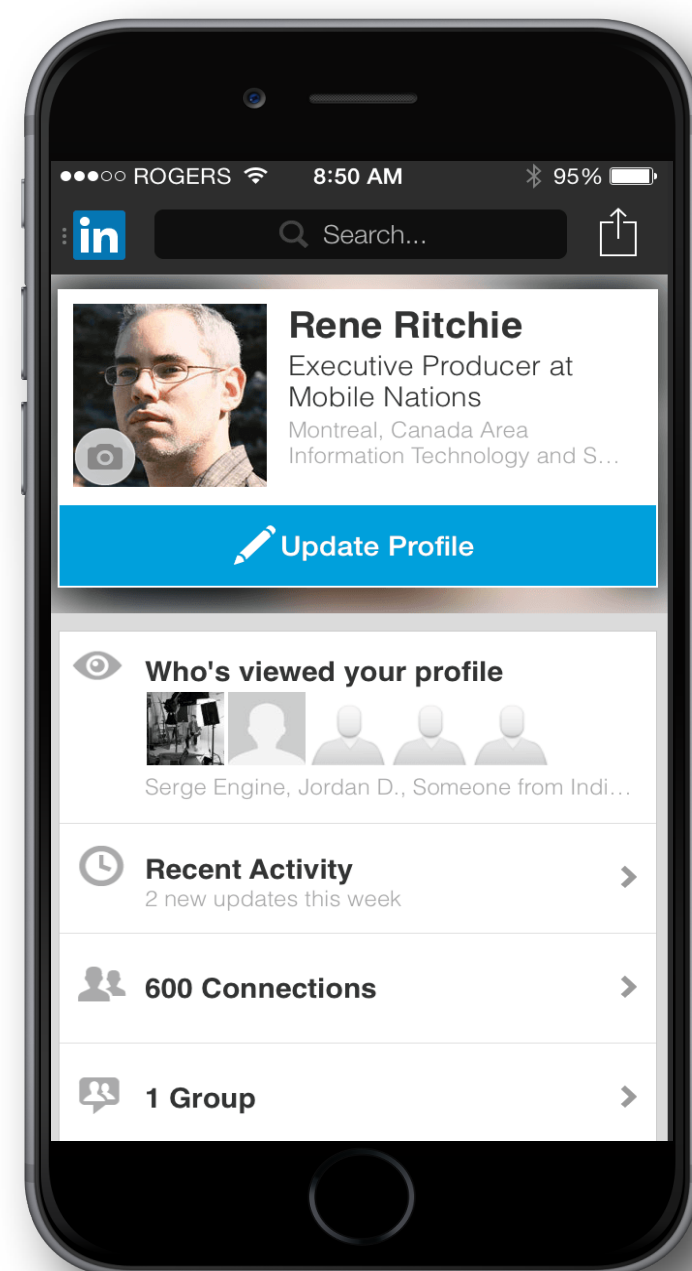 ROGERS 8:50 AM 95%
in Search...
Rene Ritchie
Executive Producer at
Mobile Nations
Montreal, Canada Area
Information Technology and S...
Update Profile
Who's viewed your profile
Serge Engine, Jordan D., Someone from Indi...
Recent Activity
2 new updates this week
600 Connections
1 Group